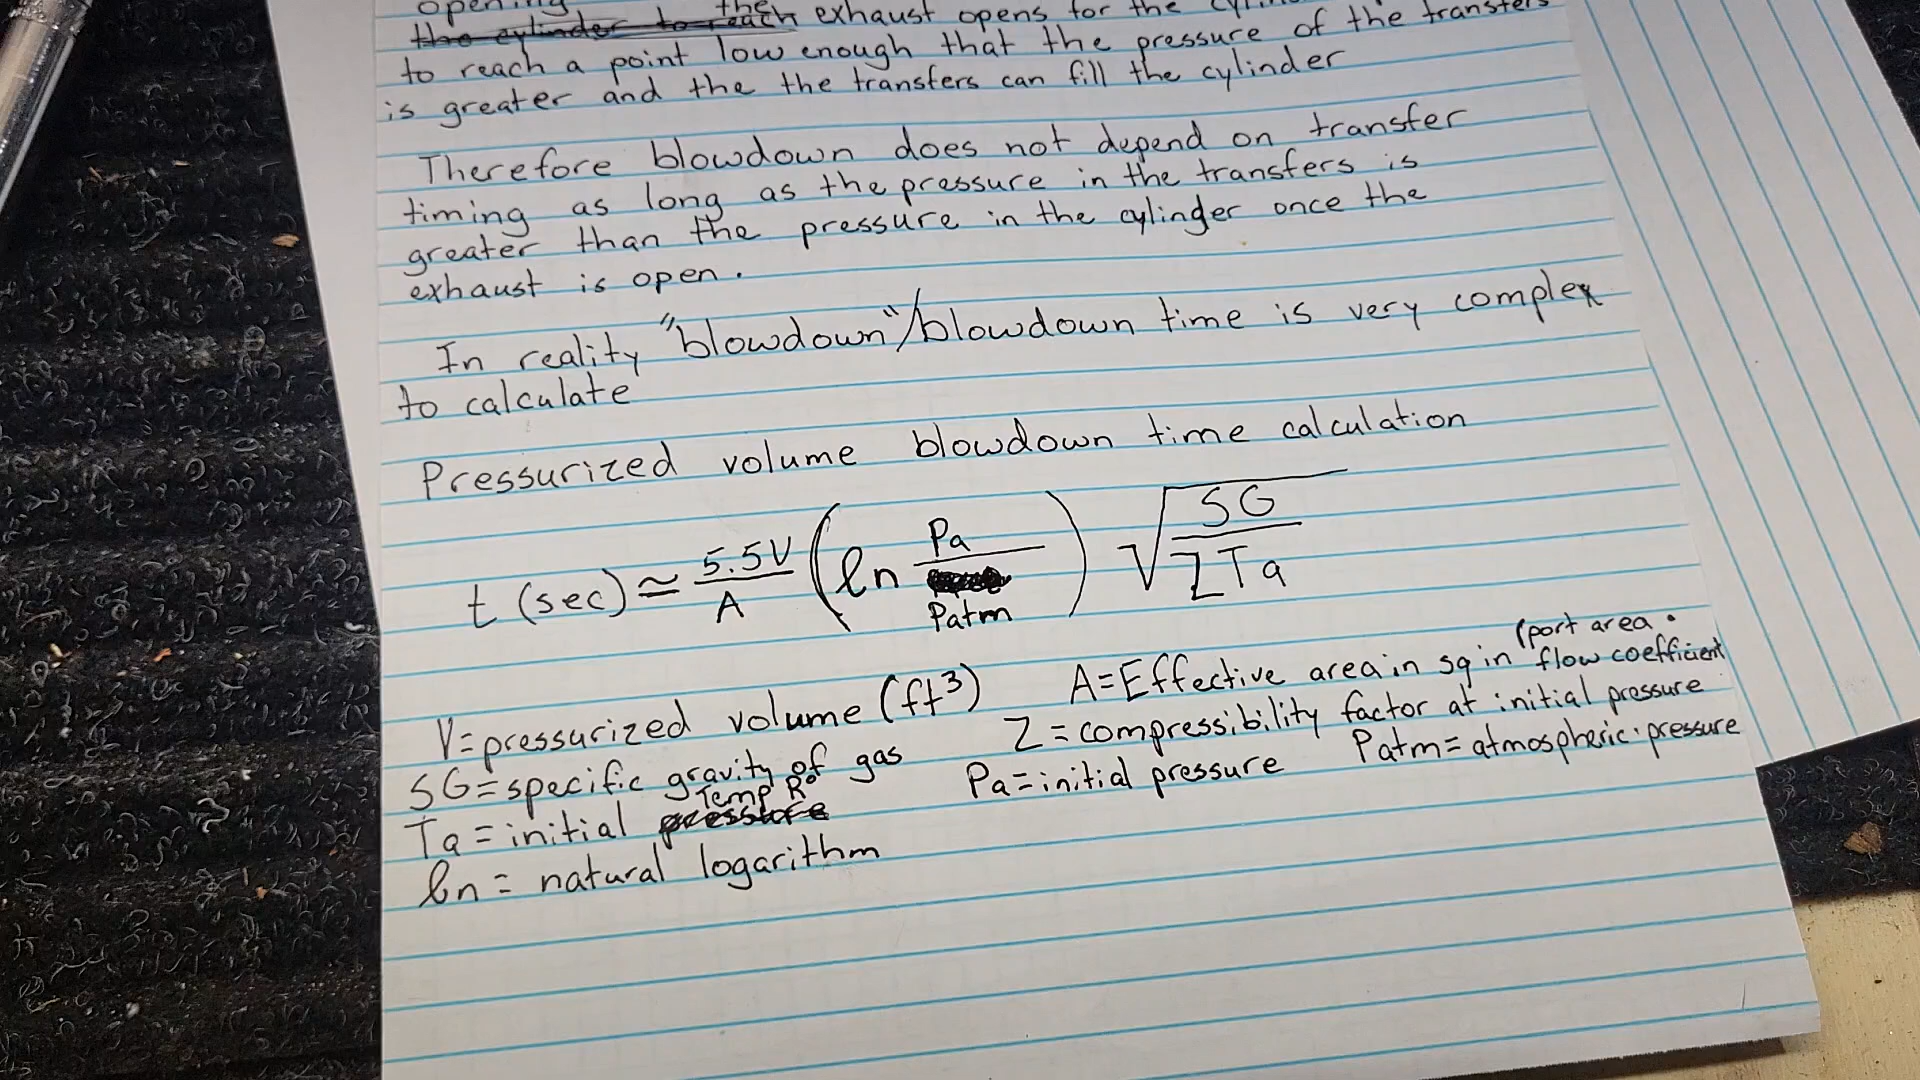 opening the exhaust opens for the
the cylinder to reach
to reach a point low enough that the pressure of the transfers
is greater and the the transfers can fill the cylinder
Therefore blowdown does not depend on transfer
timing as long as the pressure in the transfers is
greater than the pressure in the cylinder once the
exhaust is open.
In reality "blowdown"/blowdown time is very complex
to calculate
Pressurized volume blowdown time calculation
t (sec) ≃ 5.5V/A (ln Pa/Patm) √(SG/ZTa)
V=pressurized volume (ft³) A=Effective area in sq in (port area · flow coefficient
SG=specific gravity of gas Z=compressibility factor at initial pressure
Ta=initial Temp R° Pa=initial pressure Patm=atmospheric pressure
ln= natural logarithm